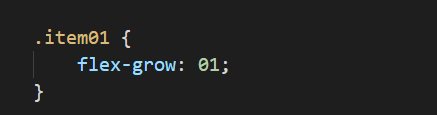 .item01 {
    flex-grow: 01;
}